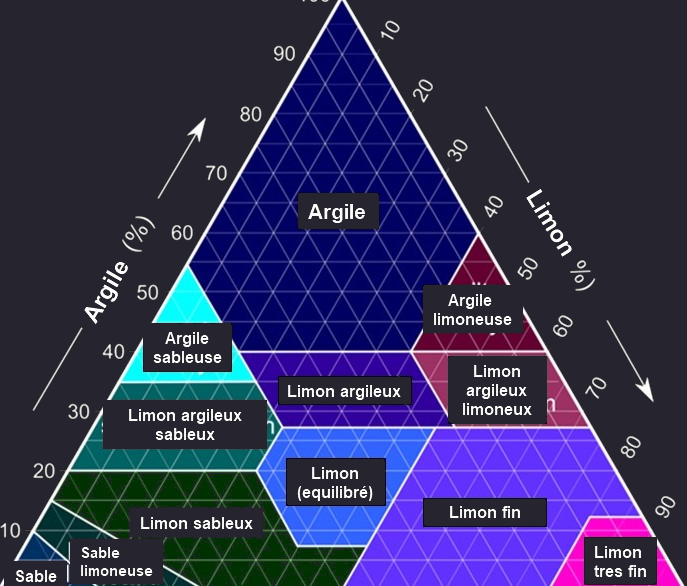 10
90
20
80
30
70
Argile
40
60
Argile (%)
Limon %)
50
50
Argile
limoneuse
60
Argile
sableuse
40
Limon
argileux
limoneux
Limon argileux
70
30
Limon argileux
sableux
80
20
Limon
(equilibré)
Limon fin
90
Limon sableux
10
Sable
limoneuse
Limon
tres fin
Sable